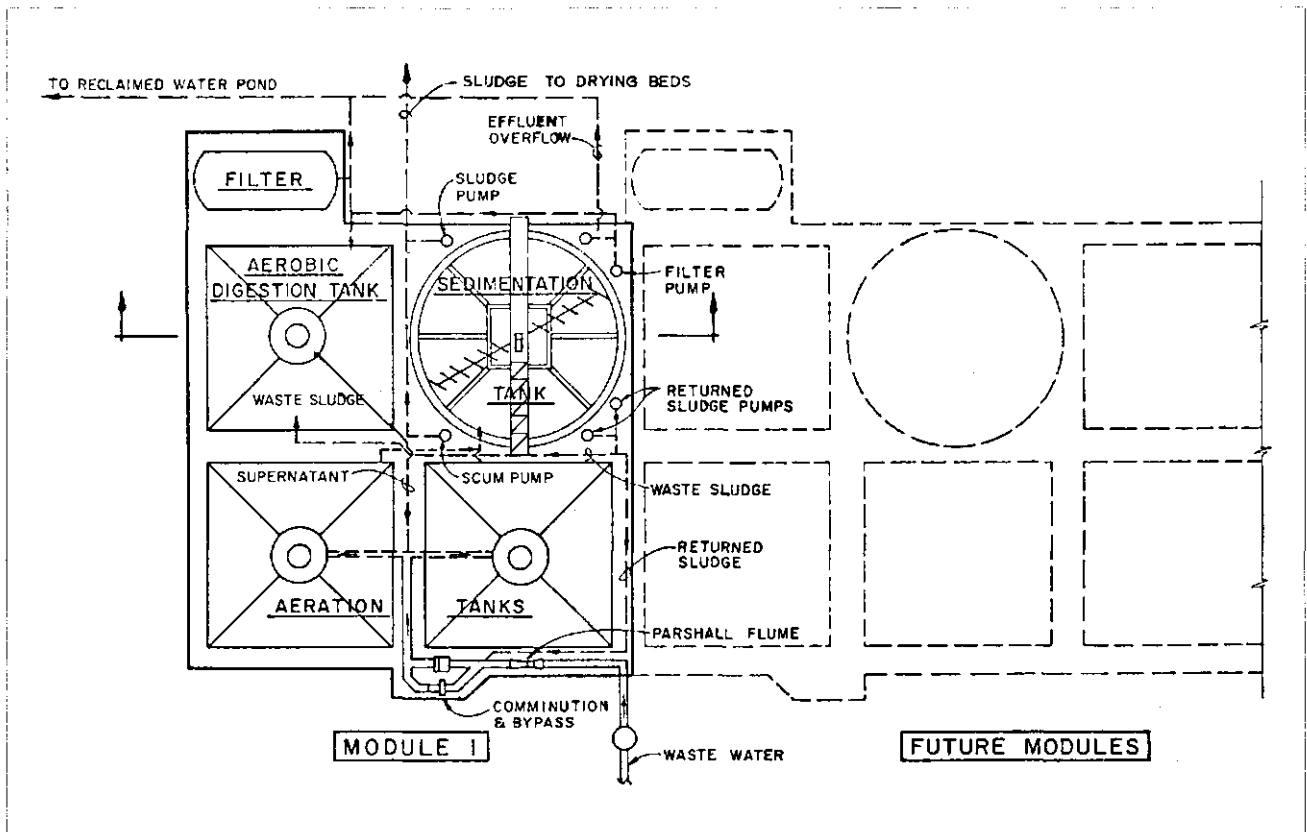 TO RECLAIMED WATER POND
SLUDGE TO DRYING BEDS
EFFLUENT
OVERFLOW
FILTER
SLUDGE
PUMP
AEROBIC
DIGESTION TANK
SEDIMENTATION
TANK
FILTER
PUMP
WASTE SLUDGE
RETURNED
SLUDGE PUMPS
SUPERNATANT
SCUM PUMP
WASTE SLUDGE
RETURNED
SLUDGE
AERATION
TANKS
PARSHALL FLUME
COMMINUTION
& BYPASS
MODULE I
WASTE WATER
FUTURE MODULES